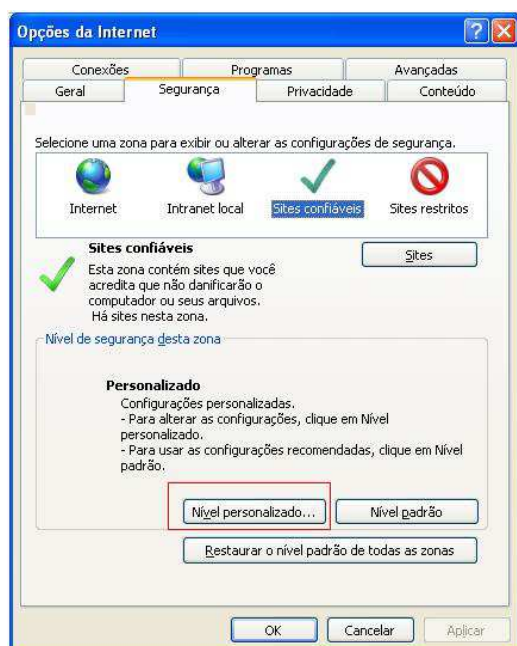 Opções da Internet
Conexões Programas Avançadas
Geral Segurança Privacidade Conteúdo
Selecione uma zona para exibir ou alterar as configurações de segurança.
Internet Intranet local Sites confiáveis Sites restritos
Sites confiáveis
Sites
Esta zona contém sites que você
acredita que não danificarão o
computador ou seus arquivos.
Há sites nesta zona.
Nível de segurança desta zona
Personalizado
Configurações personalizadas.
- Para alterar as configurações, clique em Nível
personalizado.
- Para usar as configurações recomendadas, clique em Nível
padrão.
Nível personalizado... Nível padrão
Restaurar o nível padrão de todas as zonas
OK Cancelar Aplicar